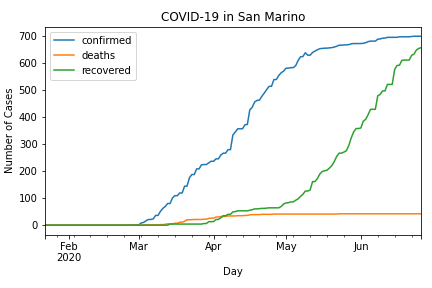 COVID-19 in San Marino
confirmed
deaths
recovered
Number of Cases
700
600
500
400
300
200
100
0
Feb
2020
Mar
Apr
May
Jun
Day